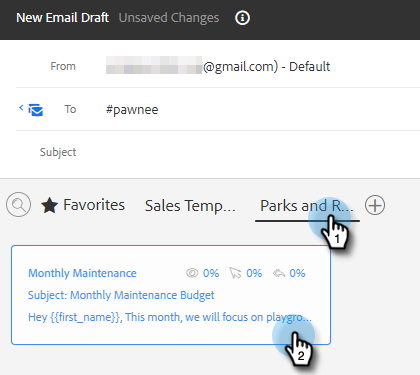 New Email Draft Unsaved Changes
From @gmail.com) - Default
To #pawnee
Subject
Favorites Sales Temp... Parks and R...
1
Monthly Maintenance 0% 0% 0%
Subject: Monthly Maintenance Budget
Hey {{first_name}}, This month, we will focus on playgro...
2